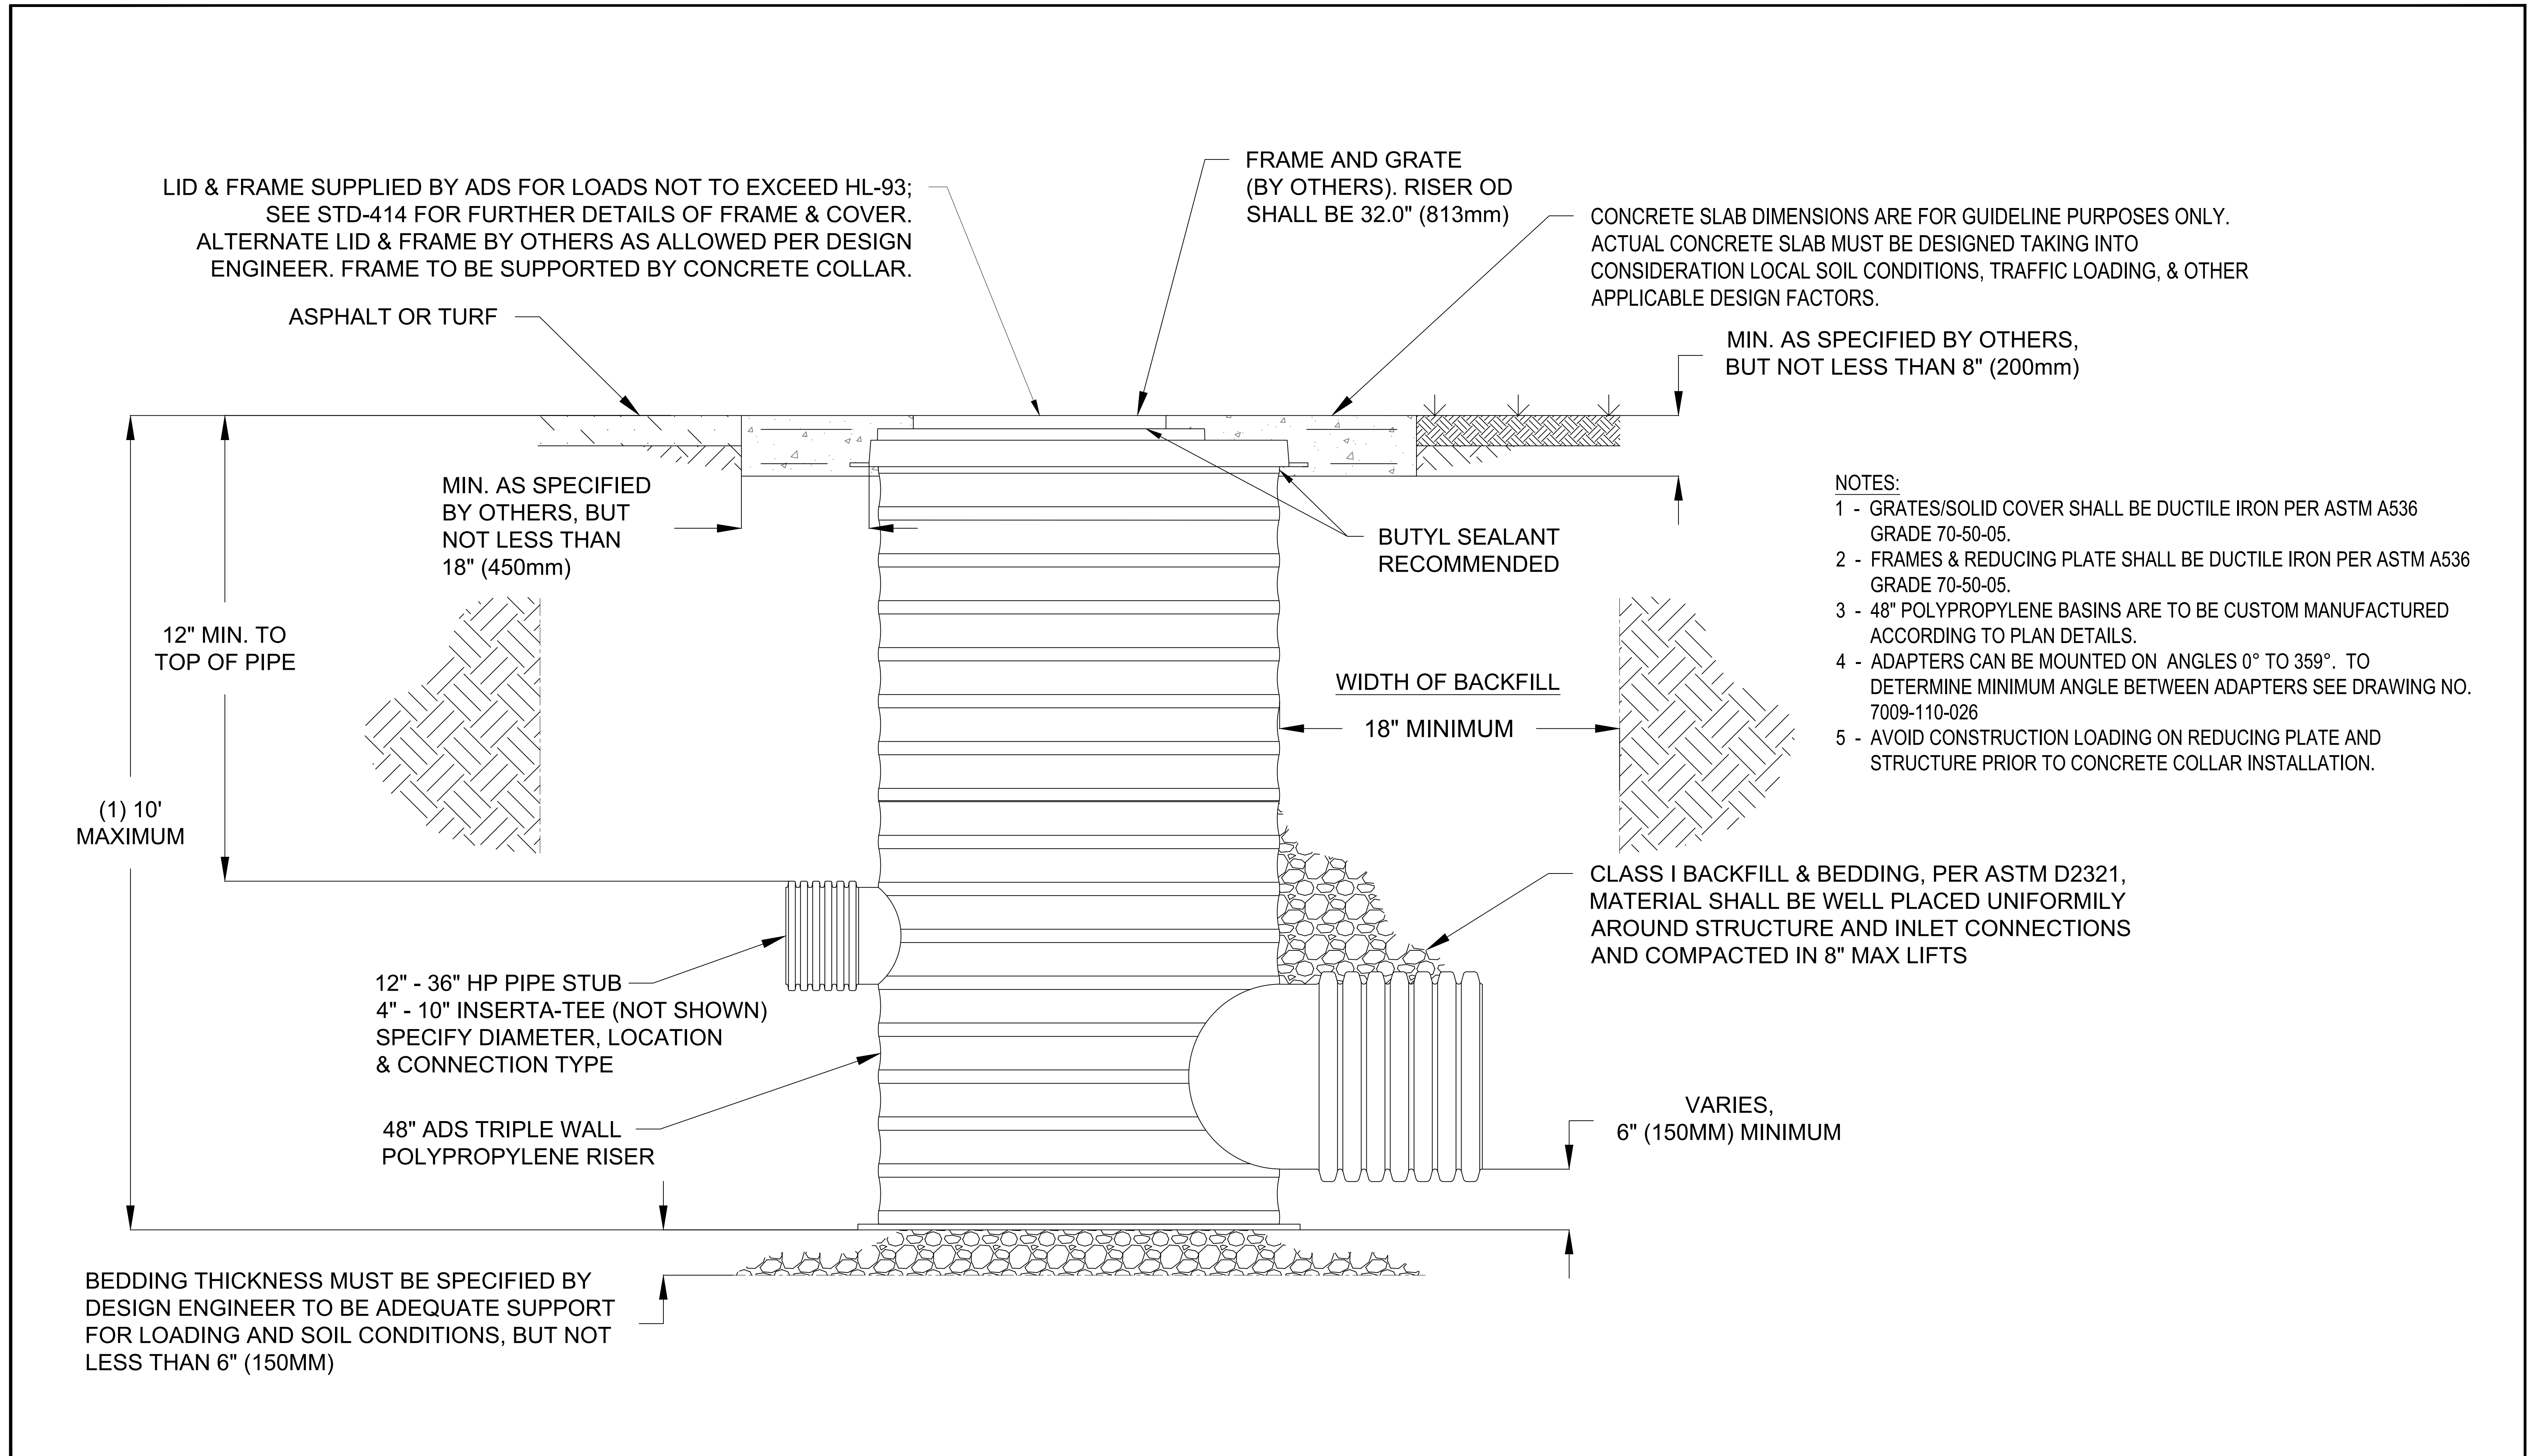 LID & FRAME SUPPLIED BY ADS FOR LOADS NOT TO EXCEED HL-93;
SEE STD-414 FOR FURTHER DETAILS OF FRAME & COVER.
ALTERNATE LID & FRAME BY OTHERS AS ALLOWED PER DESIGN
ENGINEER. FRAME TO BE SUPPORTED BY CONCRETE COLLAR.
FRAME AND GRATE
(BY OTHERS). RISER OD
SHALL BE 32.0" (813mm)
CONCRETE SLAB DIMENSIONS ARE FOR GUIDELINE PURPOSES ONLY.
ACTUAL CONCRETE SLAB MUST BE DESIGNED TAKING INTO
CONSIDERATION LOCAL SOIL CONDITIONS, TRAFFIC LOADING, & OTHER
APPLICABLE DESIGN FACTORS.
ASPHALT OR TURF
MIN. AS SPECIFIED BY OTHERS,
BUT NOT LESS THAN 8" (200mm)
MIN. AS SPECIFIED
BY OTHERS, BUT
NOT LESS THAN
18" (450mm)
BUTYL SEALANT
RECOMMENDED
NOTES:
1 - GRATES/SOLID COVER SHALL BE DUCTILE IRON PER ASTM A536
GRADE 70-50-05.
2 - FRAMES & REDUCING PLATE SHALL BE DUCTILE IRON PER ASTM A536
GRADE 70-50-05.
3 - 48" POLYPROPYLENE BASINS ARE TO BE CUSTOM MANUFACTURED
ACCORDING TO PLAN DETAILS.
4 - ADAPTERS CAN BE MOUNTED ON ANGLES 0° TO 359°. TO
DETERMINE MINIMUM ANGLE BETWEEN ADAPTERS SEE DRAWING NO.
7009-110-026
5 - AVOID CONSTRUCTION LOADING ON REDUCING PLATE AND
STRUCTURE PRIOR TO CONCRETE COLLAR INSTALLATION.
12" MIN. TO
TOP OF PIPE
WIDTH OF BACKFILL
18" MINIMUM
(1) 10'
MAXIMUM
CLASS I BACKFILL & BEDDING, PER ASTM D2321,
MATERIAL SHALL BE WELL PLACED UNIFORMILY
AROUND STRUCTURE AND INLET CONNECTIONS
AND COMPACTED IN 8" MAX LIFTS
12" - 36" HP PIPE STUB
4" - 10" INSERTA-TEE (NOT SHOWN)
SPECIFY DIAMETER, LOCATION
& CONNECTION TYPE
48" ADS TRIPLE WALL
POLYPROPYLENE RISER
VARIES,
6" (150MM) MINIMUM
BEDDING THICKNESS MUST BE SPECIFIED BY
DESIGN ENGINEER TO BE ADEQUATE SUPPORT
FOR LOADING AND SOIL CONDITIONS, BUT NOT
LESS THAN 6" (150MM)